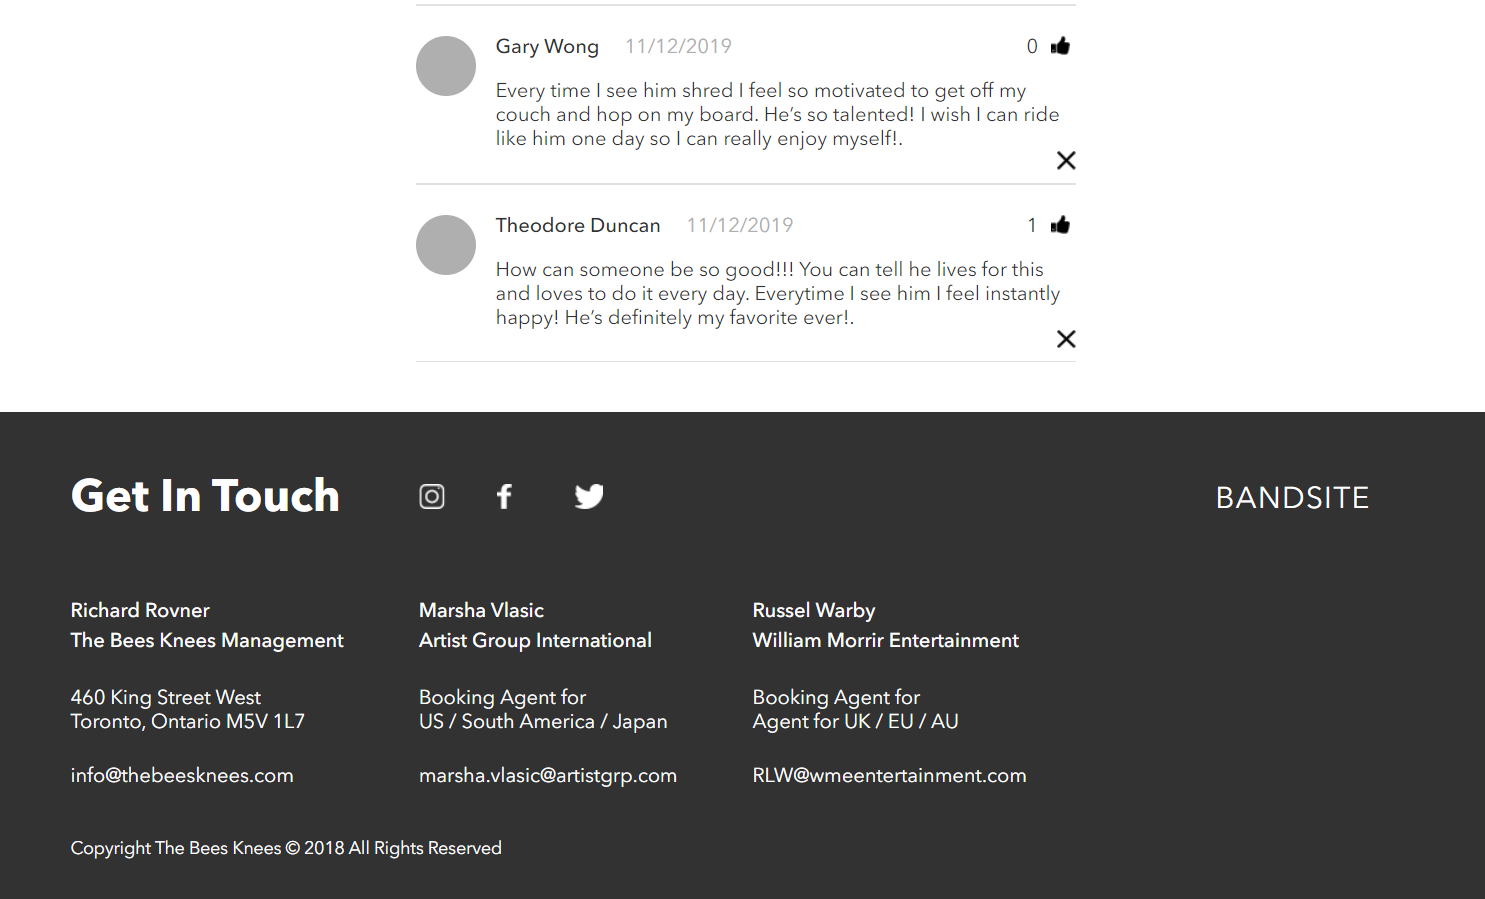 Gary Wong 11/12/2019 0
Every time I see him shred I feel so motivated to get off my
couch and hop on my board. He’s so talented! I wish I can ride
like him one day so I can really enjoy myself!.
Theodore Duncan 11/12/2019 1
How can someone be so good!!! You can tell he lives for this
and loves to do it every day. Everytime I see him I feel instantly
happy! He’s definitely my favorite ever!.
Get In Touch
BANDSITE
Richard Rovner
The Bees Knees Management
460 King Street West
Toronto, Ontario M5V 1L7
info@thebeesknees.com
Marsha Vlasic
Artist Group International
Booking Agent for
US / South America / Japan
marsha.vlasic@artistgrp.com
Russel Warby
William Morrir Entertainment
Booking Agent for
Agent for UK / EU / AU
RLW@wmeentertainment.com
Copyright The Bees Knees © 2018 All Rights Reserved